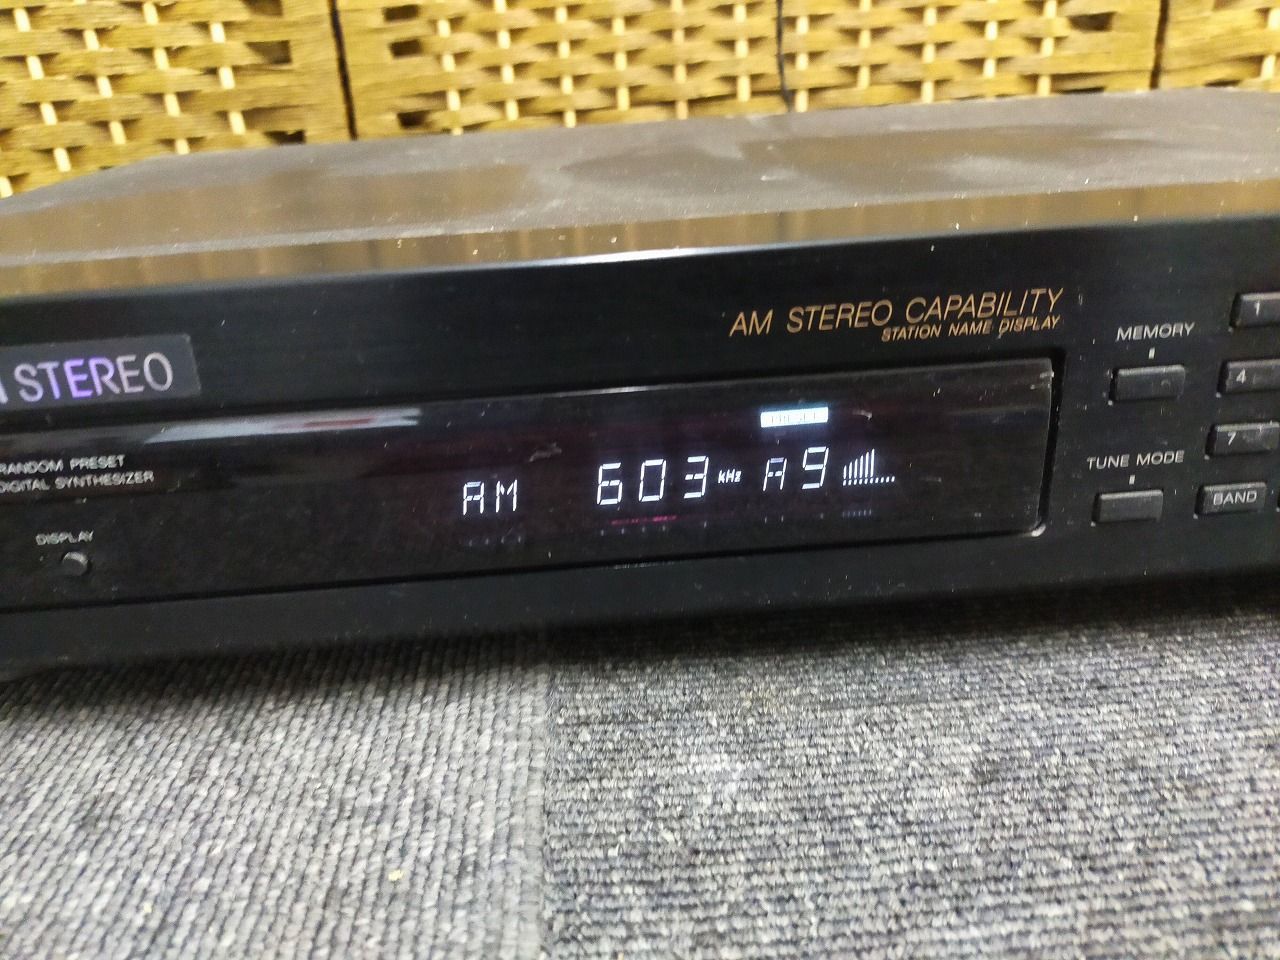 AM STEREO CAPABILITY
STATION NAME DISPLAY
MEMORY
1
STEREO
4
PRESET
RANDOM PRESET
DIGITAL SYNTHESIZER
AM 603 kHz A9
7
TUNE MODE
BAND
DISPLAY